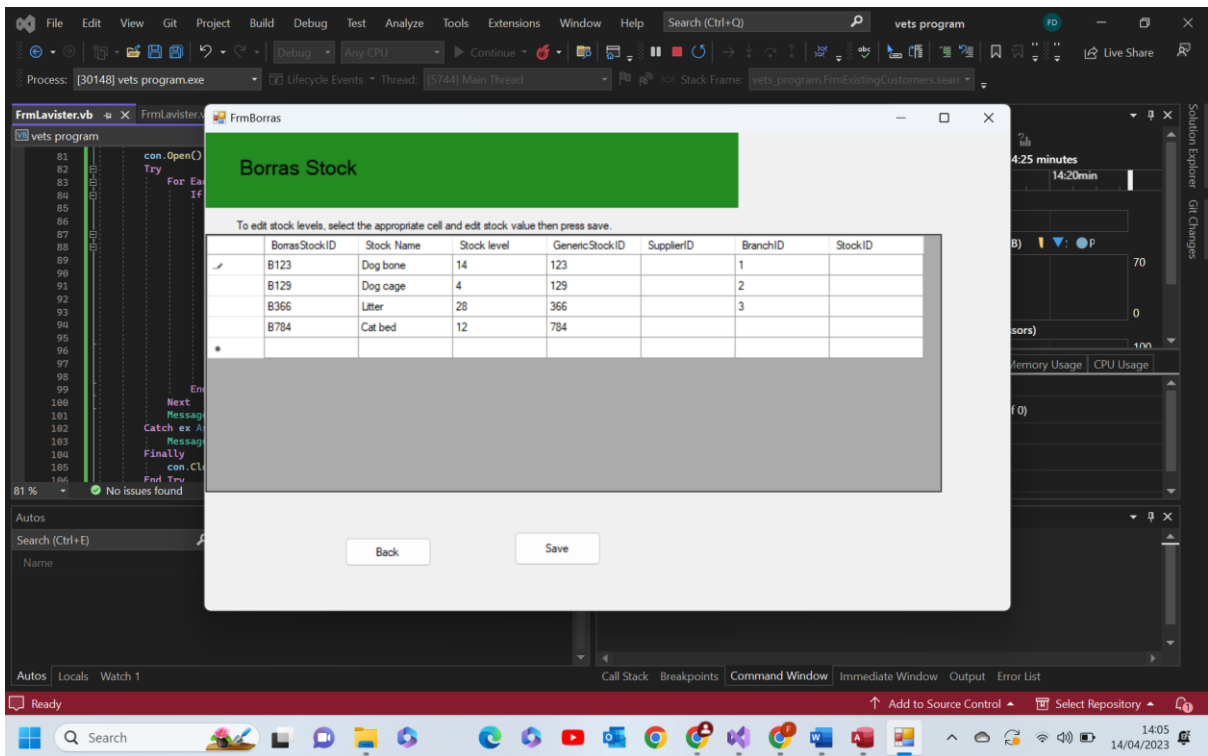 File Edit View Git Project Build Debug Test Analyze Tools Extensions Window Help Search (Ctrl+Q) vets program FD
Debug Any CPU Continue Live Share
Process: [30148] vets program.exe Lifecycle Events Thread: [5744] Main Thread Stack Frame: vets_program.FrmExistingCustomers.sear
FrmLavister.vb FrmLavister.v
vets program
FrmBorras
Borras Stock
To edit stock levels, select the appropriate cell and edit stock value then press save.
BorrasStockID Stock Name Stock level GenericStockID SupplierID BranchID StockID
B123 Dog bone 14 123 1
B129 Dog cage 4 129 2
B366 Litter 28 366 3
B784 Cat bed 12 784
Back Save
81 con.Open()
82 Try
83 For Ea
84 If
85
86
87
88
89
90
91
92
93
94
95
96
97
98
99 En
100 Next
101 Messag
102 Catch ex A
103 Messag
104 Finally
105 con.Cl
106 End Try
81 % No issues found
4:25 minutes
14:20min
B) P
70
0
sors)
100
Memory Usage CPU Usage
f 0)
Solution Explorer
Git Changes
Autos
Search (Ctrl+E)
Name
Autos Locals Watch 1
Call Stack Breakpoints Command Window Immediate Window Output Error List
Ready Add to Source Control Select Repository
Search
14:05
14/04/2023